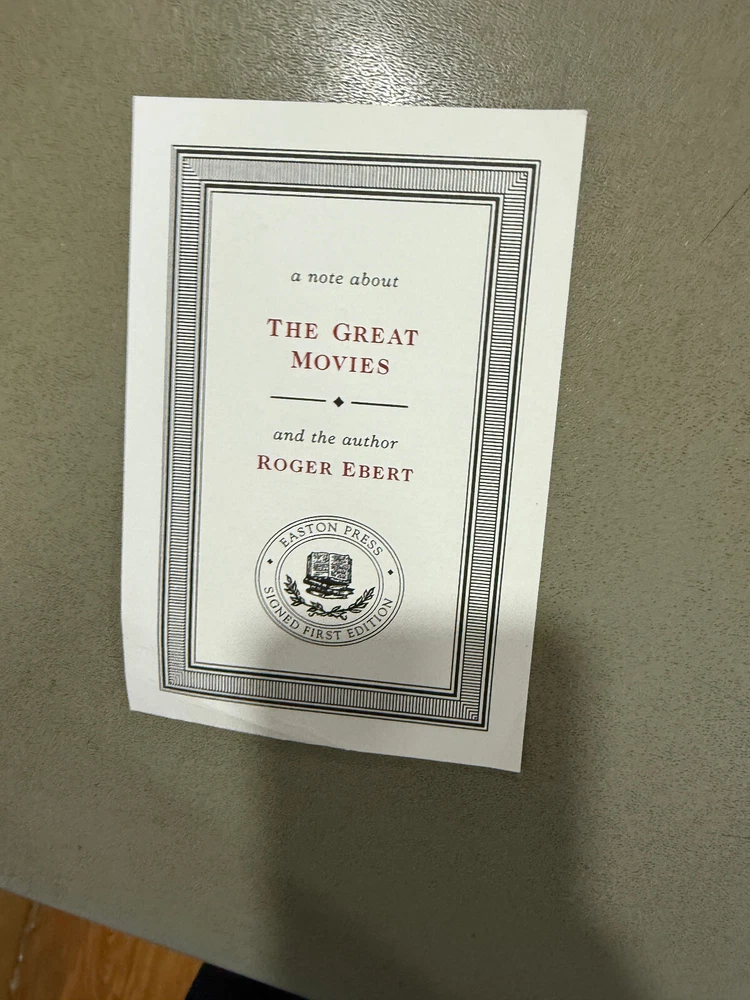 a note about
THE GREAT
MOVIES
and the author
ROGER EBERT
EASTON PRESS
SIGNED FIRST EDITION